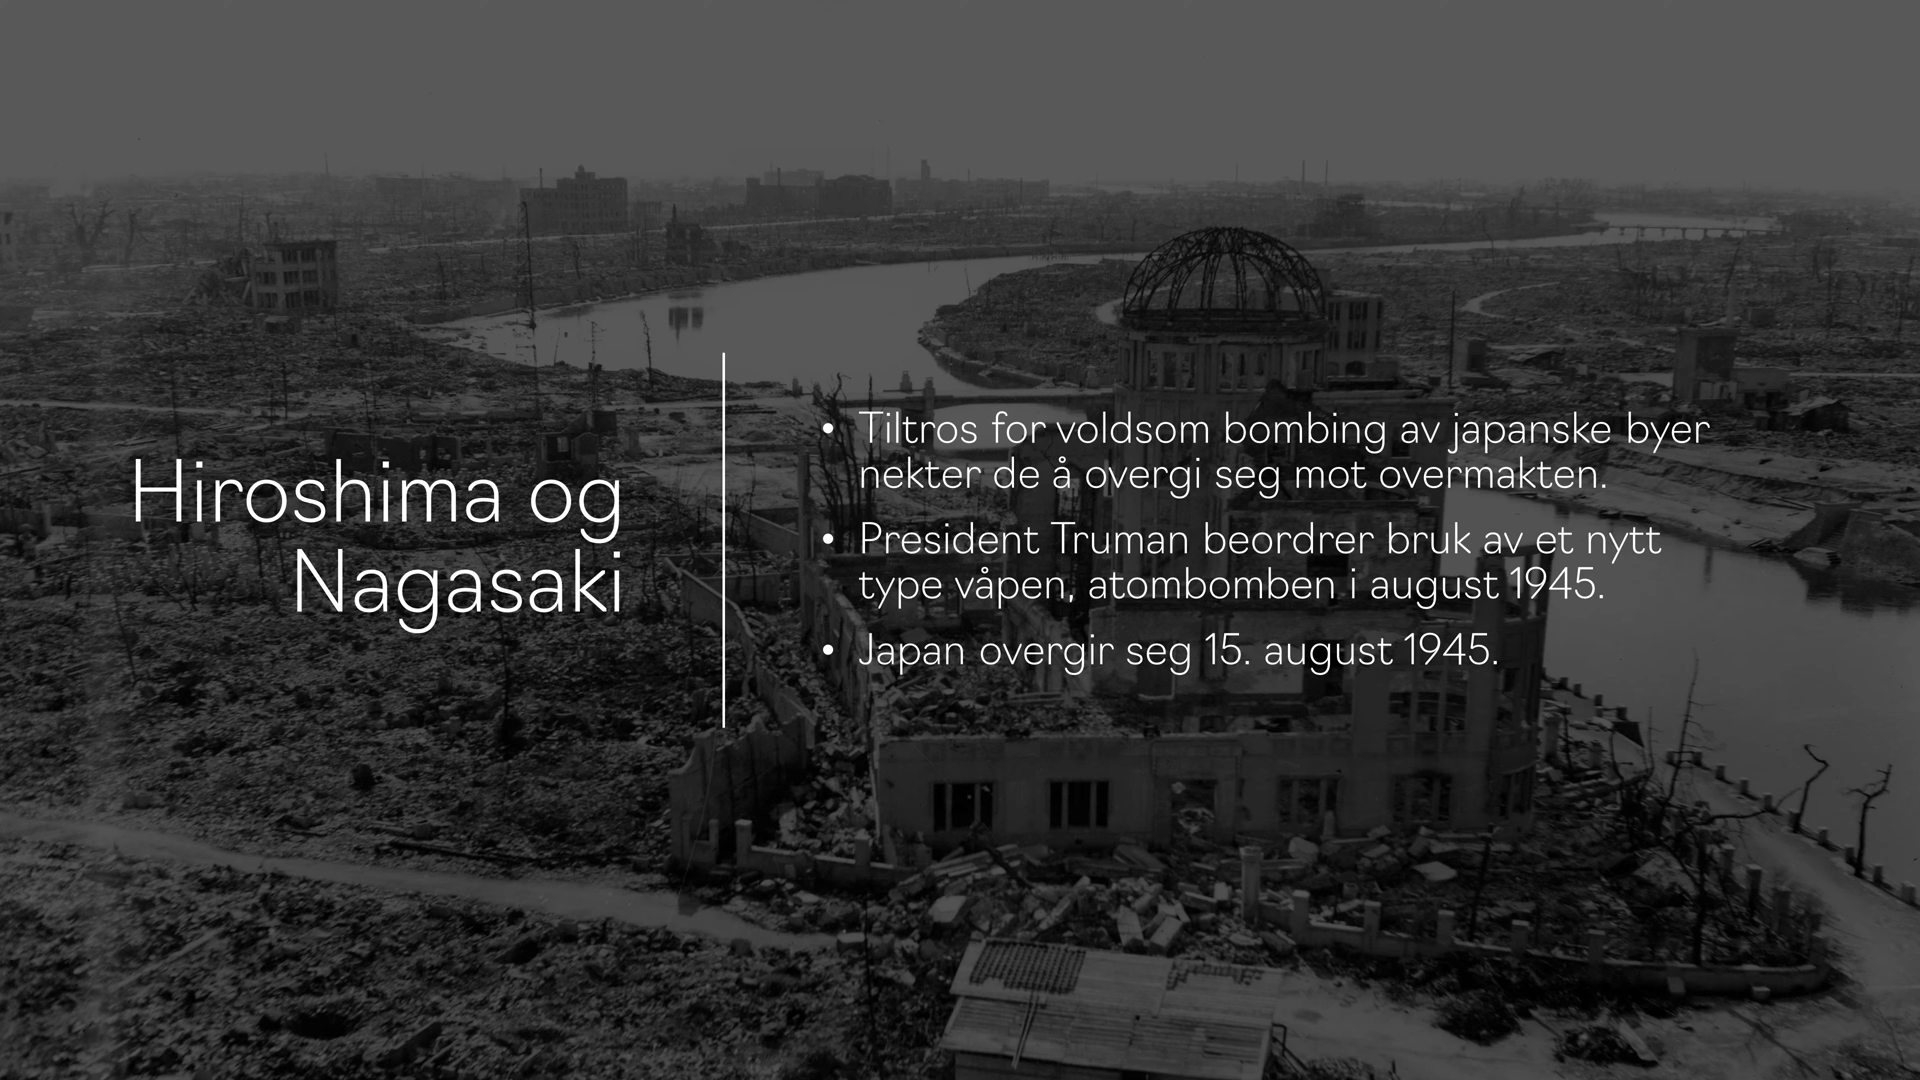 Hiroshima og
Nagasaki
• Tiltros for voldsom bombing av japanske byer
nekter de å overgi seg mot overmakten.
• President Truman beordrer bruk av et nytt
type våpen, atombomben i august 1945.
• Japan overgir seg 15. august 1945.